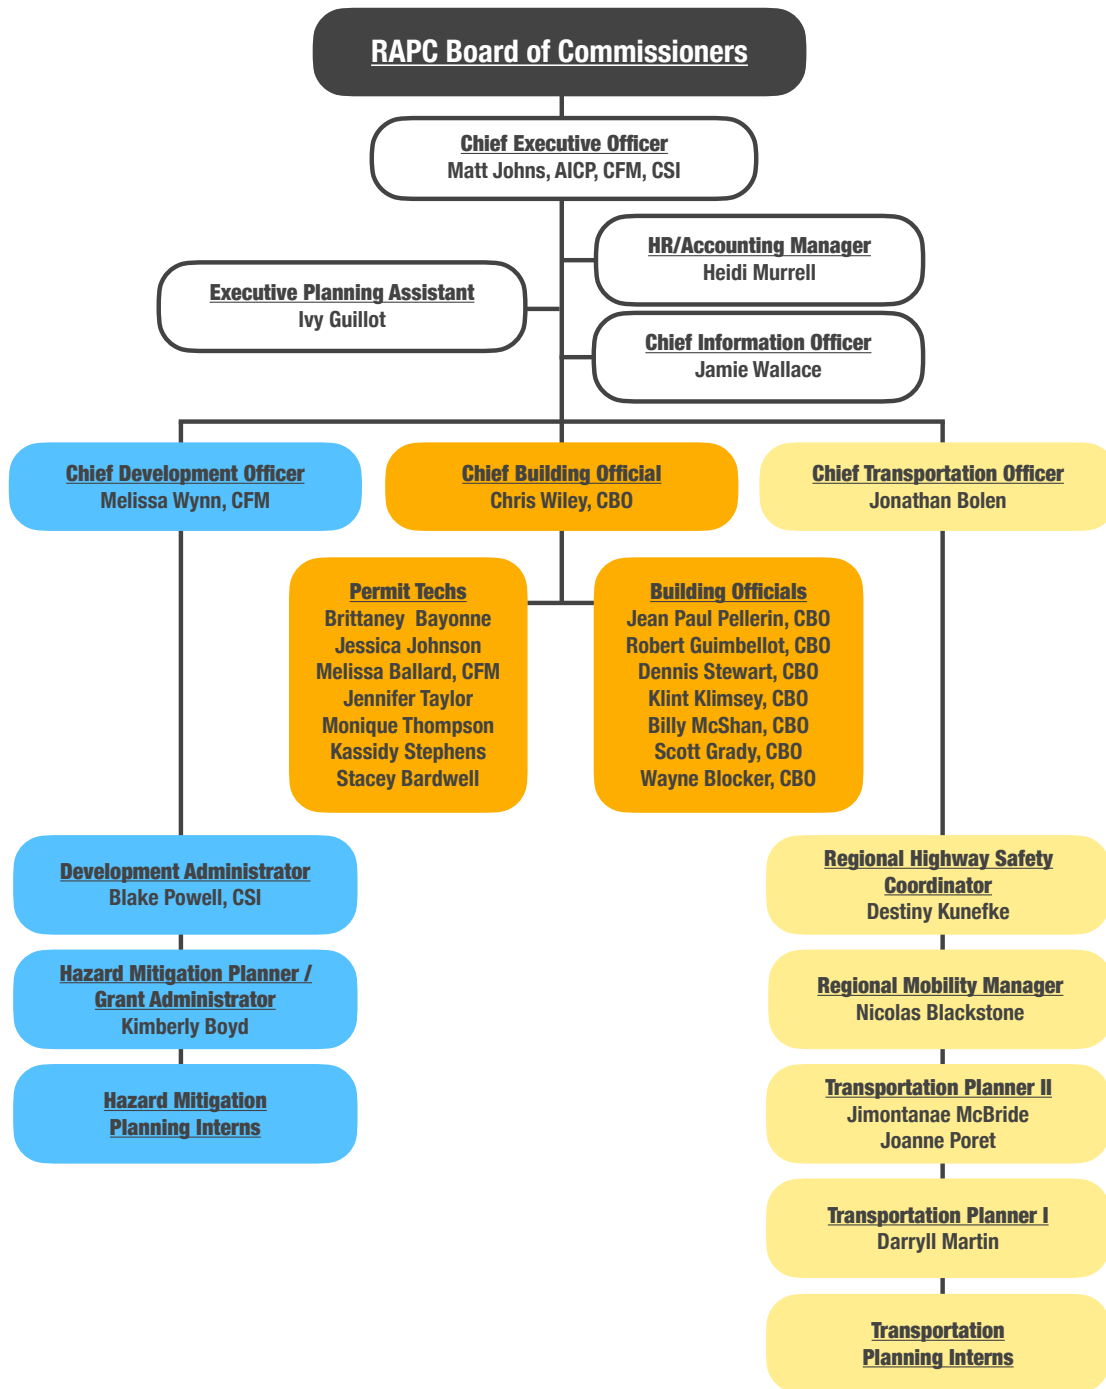 RAPC Board of Commissioners
Chief Executive Officer
Matt Johns, AICP, CFM, CSI
HR/Accounting Manager
Heidi Murrell
Executive Planning Assistant
Ivy Guillot
Chief Information Officer
Jamie Wallace
Chief Development Officer
Melissa Wynn, CFM
Chief Building Official
Chris Wiley, CBO
Chief Transportation Officer
Jonathan Bolen
Permit Techs
Brittaney Bayonne
Jessica Johnson
Melissa Ballard, CFM
Jennifer Taylor
Monique Thompson
Kassidy Stephens
Stacey Bardwell
Building Officials
Jean Paul Pellerin, CBO
Robert Guimbellot, CBO
Dennis Stewart, CBO
Klint Klimsey, CBO
Billy McShan, CBO
Scott Grady, CBO
Wayne Blocker, CBO
Development Administrator
Blake Powell, CSI
Hazard Mitigation Planner /
Grant Administrator
Kimberly Boyd
Hazard Mitigation
Planning Interns
Regional Highway Safety
Coordinator
Destiny Kunefke
Regional Mobility Manager
Nicolas Blackstone
Transportation Planner II
Jimontanae McBride
Joanne Poret
Transportation Planner I
Darryll Martin
Transportation
Planning Interns